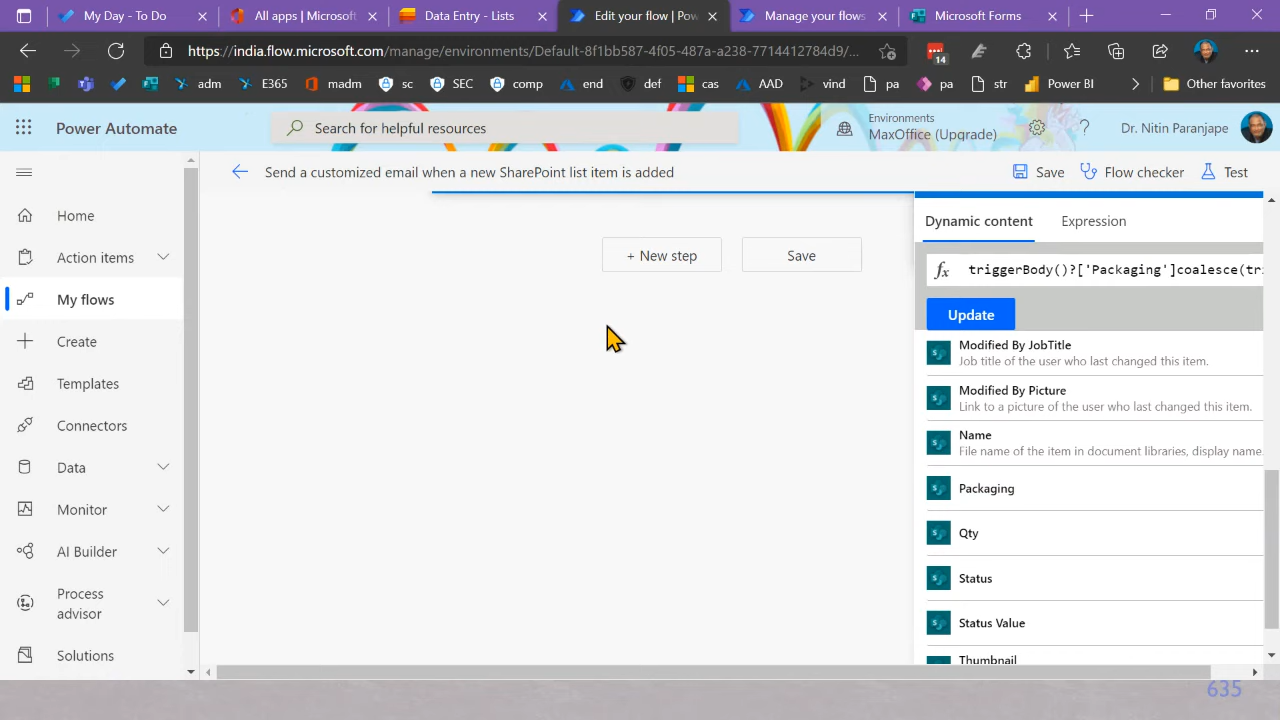 My Day - To Do
All apps | Microsoft
Data Entry - Lists
Edit your flow | Pow
Manage your flows
Microsoft Forms
https://india.flow.microsoft.com/manage/environments/Default-8f1bb587-4f05-487a-a238-7714412784d9/...
14
adm
E365
madm
sc
SEC
comp
end
def
cas
AAD
vind
pa
pa
str
Power BI
Other favorites
Power Automate
Search for helpful resources
Environments
MaxOffice (Upgrade)
Dr. Nitin Paranjape
Send a customized email when a new SharePoint list item is added
Save
Flow checker
Test
Home
Action items
My flows
Create
Templates
Connectors
Data
Monitor
AI Builder
Process
advisor
Solutions
+ New step
Save
Dynamic content
Expression
fx
triggerBody()?['Packaging']coalesce(tri
Update
Modified By JobTitle
Job title of the user who last changed this item.
Modified By Picture
Link to a picture of the user who last changed this item.
Name
File name of the item in document libraries, display name
Packaging
Qty
Status
Status Value
Thumbnail
635